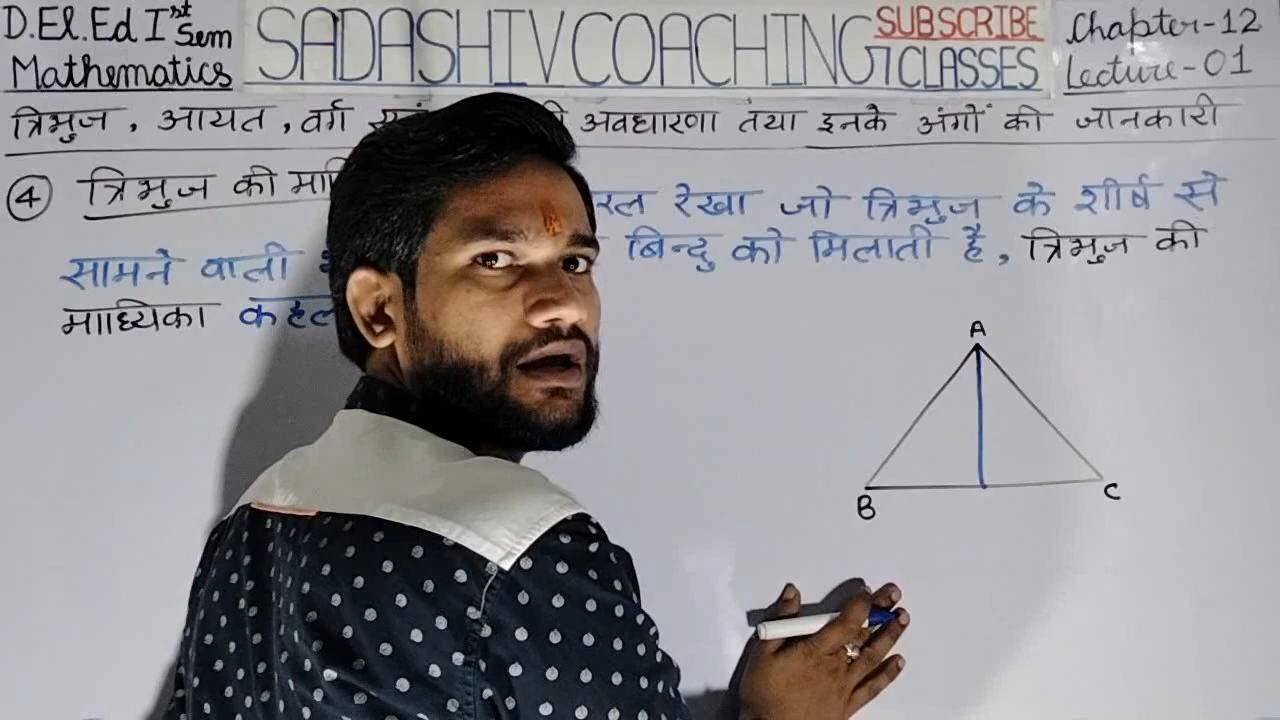 D.El.Ed Ist Sem
Mathematics
SADASHIV COACHING CLASSES
SUBSCRIBE
Chapter-12
Lecture-01
त्रिभुज, आयत, वर्ग अवधारणा तथा इनके अंगों की जानकारी
④ त्रिभुज की रेखा जो त्रिभुज के शीर्ष से
सामने वाली बिन्दु को मिलाती है, त्रिभुज की
माध्यिका
A
B
C